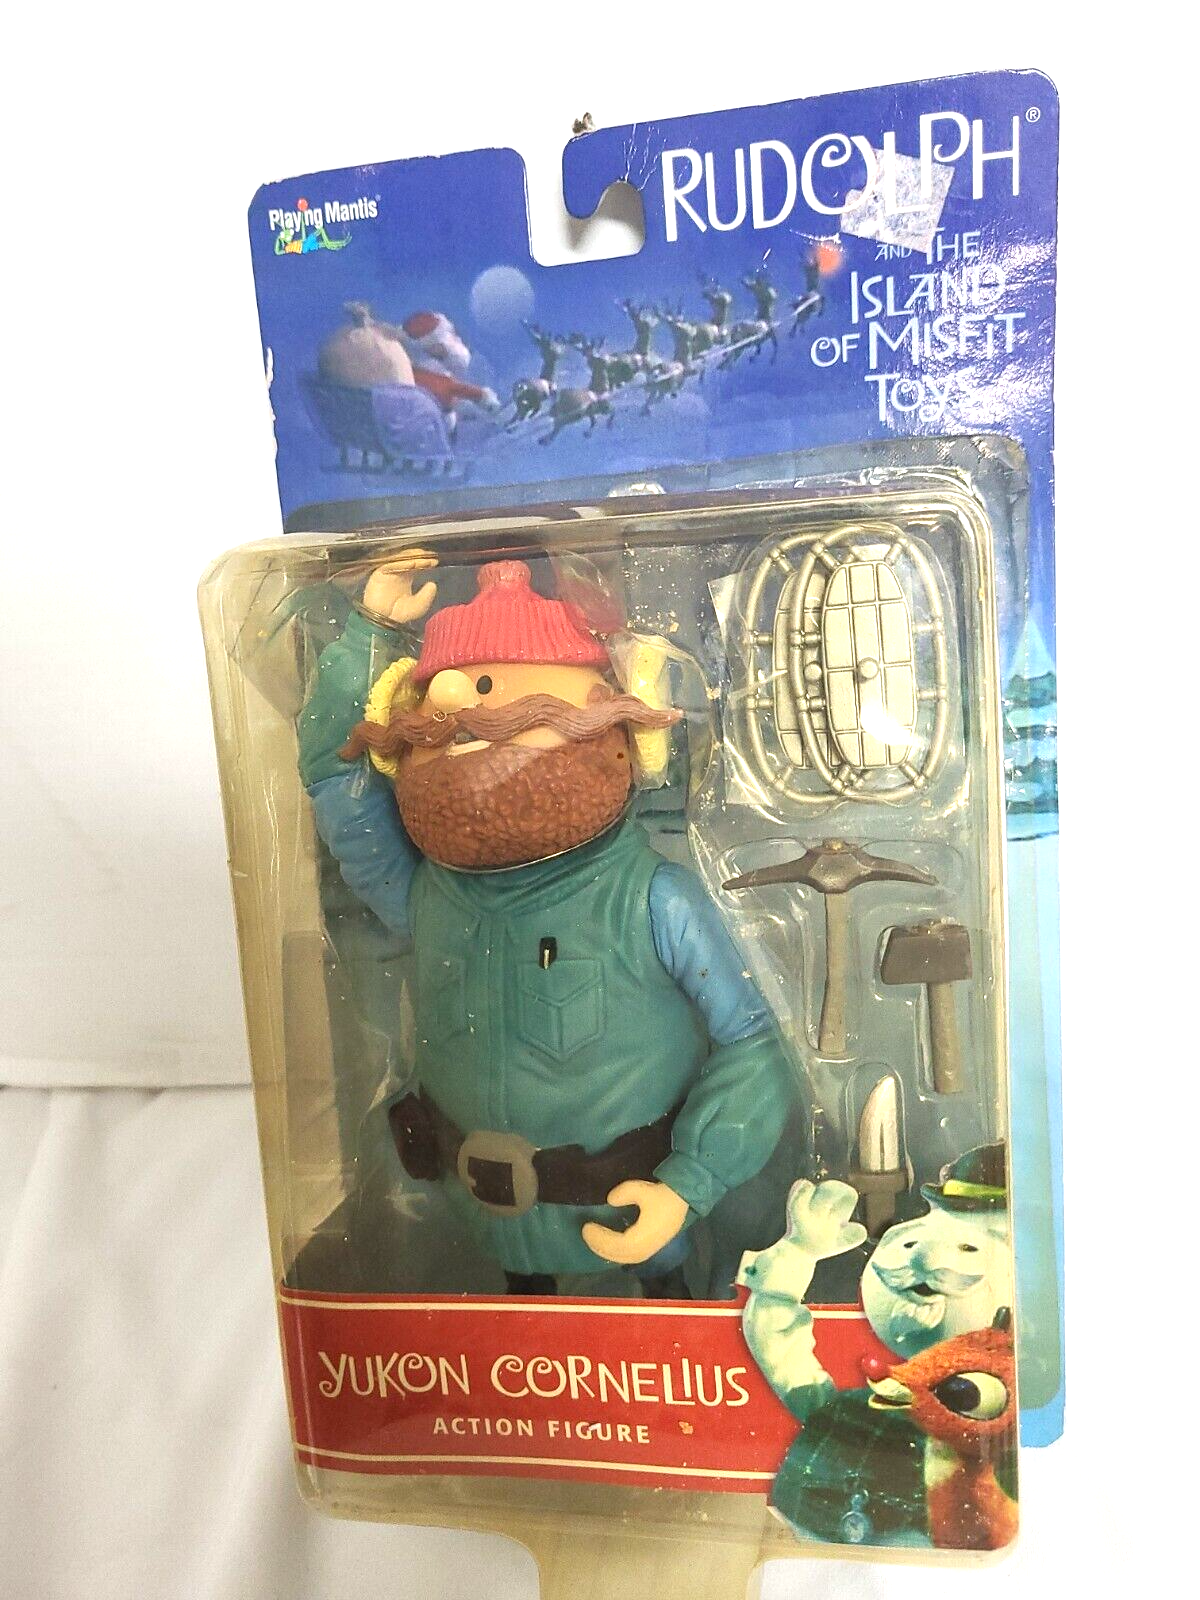 Playing Mantis®
RUDOLPH®
AND THE
ISLAND
OF MISFIT
TOYS
YUKON CORNELIUS
ACTION FIGURE